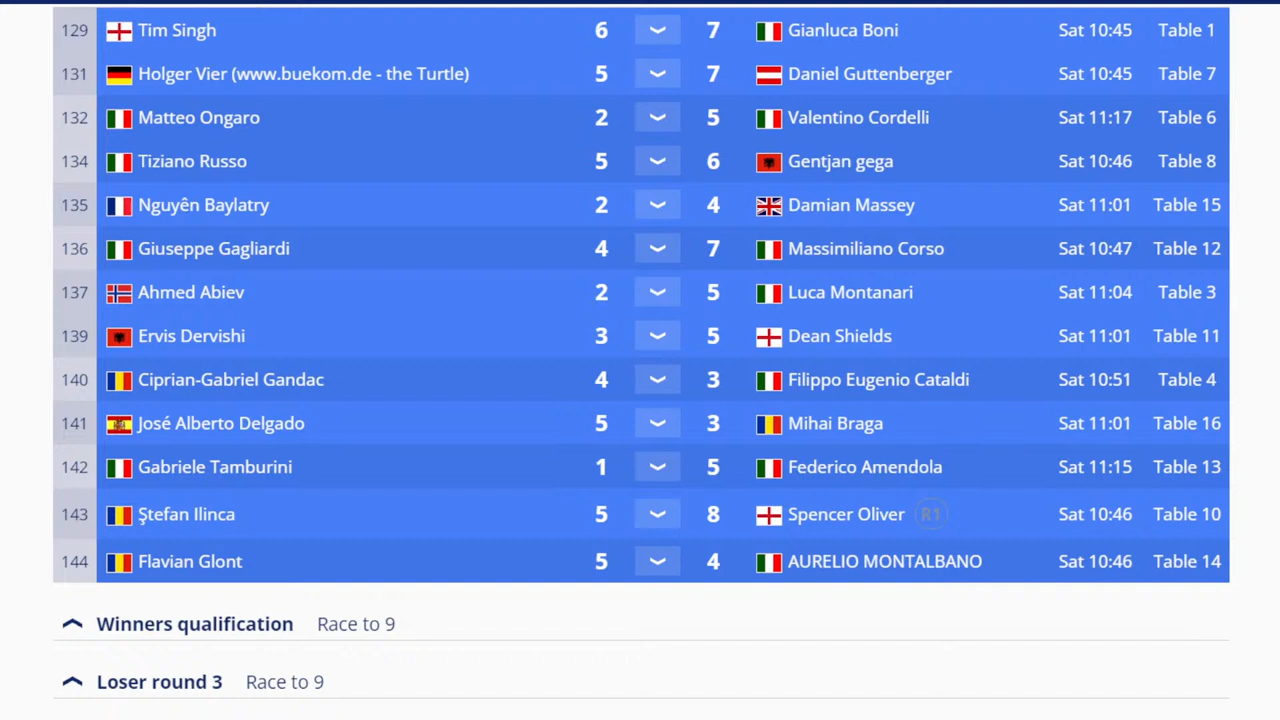 129 Tim Singh 6 7 Gianluca Boni Sat 10:45 Table 1
131 Holger Vier (www.buekom.de - the Turtle) 5 7 Daniel Guttenberger Sat 10:45 Table 7
132 Matteo Ongaro 2 5 Valentino Cordelli Sat 11:17 Table 6
134 Tiziano Russo 5 6 Gentjan gega Sat 10:46 Table 8
135 Nguyên Baylatry 2 4 Damian Massey Sat 11:01 Table 15
136 Giuseppe Gagliardi 4 7 Massimiliano Corso Sat 10:47 Table 12
137 Ahmed Abiev 2 5 Luca Montanari Sat 11:04 Table 3
139 Ervis Dervishi 3 5 Dean Shields Sat 11:01 Table 11
140 Ciprian-Gabriel Gandac 4 3 Filippo Eugenio Cataldi Sat 10:51 Table 4
141 José Alberto Delgado 5 3 Mihai Braga Sat 11:01 Table 16
142 Gabriele Tamburini 1 5 Federico Amendola Sat 11:15 Table 13
143 Ștefan Ilinca 5 8 Spencer Oliver R1 Sat 10:46 Table 10
144 Flavian Glont 5 4 AURELIO MONTALBANO Sat 10:46 Table 14
Winners qualification Race to 9
Loser round 3 Race to 9